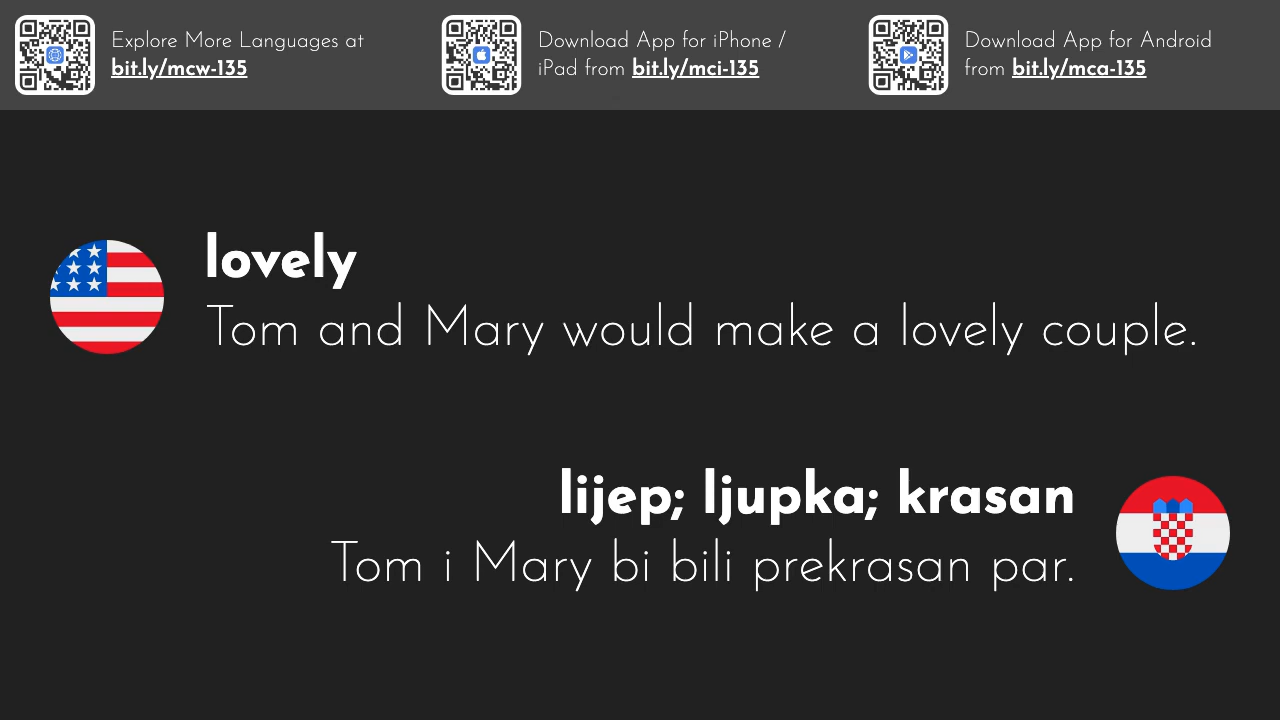 Explore More Languages at
bit.ly/mcw-135
Download App for iPhone /
iPad from bit.ly/mci-135
Download App for Android
from bit.ly/mca-135
lovely
Tom and Mary would make a lovely couple.
lijep; ljupka; krasan
Tom i Mary bi bili prekrasan par.